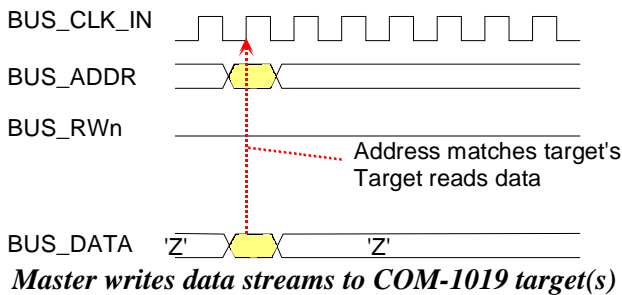 BUS_CLK_IN
BUS_ADDR
BUS_RWn
Address matches target's
Target reads data
BUS_DATA 'Z' 'Z'
Master writes data streams to COM-1019 target(s)